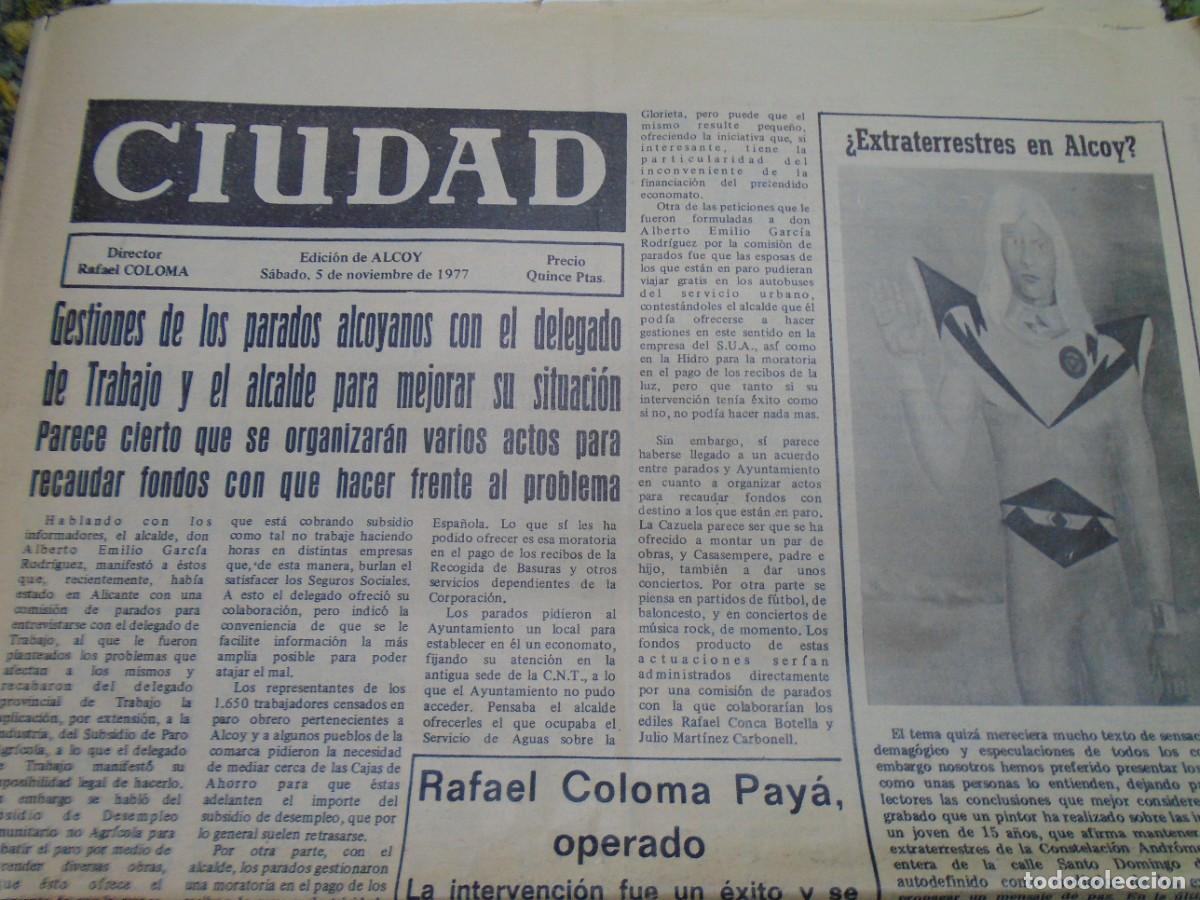 CIUDAD
Director
Rafael COLOMA
Edición de ALCOY
Sábado, 5 de noviembre de 1977
Precio
Quince Ptas.
Gestiones de los parados alcoyanos con el delegado
de Trabajo y el alcalde para mejorar su situación
Parece cierto que se organizarán varios actos para
recaudar fondos con que hacer frente al problema
Hablando con los
informadores, el alcalde, don
Alberto Emilio García
Rodríguez, manifestó a éstos
que, recientemente, había
estado en Alicante con una
comisión de parados para
entrevistarse con el delegado de
Trabajo, al que le fueron
planteados los problemas que
afectan a los mismos y
recabaron del delegado
provincial de Trabajo la
aplicación, por extensión, a la
industria, del Subsidio de Paro
Agrícola, a lo que el delegado
de Trabajo manifestó su
imposibilidad legal de hacerlo.
embargo se habló del
Desempleo
no Agrícola para
el paro por medio de
diversas obras,
que ésto ofrece el
que está cobrando subsidio
como tal no trabaje haciendo
horas en distintas empresas
que, de esta manera, burlan el
satisfacer los Seguros Sociales.
A esto el delegado ofreció su
colaboración, pero indicó la
conveniencia de que se le
facilite información la más
amplia posible para poder
atajar el mal.
Los representantes de los
1.650 trabajadores censados en
paro obrero pertenecientes a
Alcoy y a algunos pueblos de la
comarca pidieron la necesidad
de mediar cerca de las Cajas de
Ahorro para que éstas
adelanten el importe del
subsidio de desempleo, que por
lo general suelen retrasarse.
Por otra parte, con el
alcalde, los parados gestionaron
una moratoria en el pago de los
Española. Lo que sí les ha
podido ofrecer es esa moratoria
en el pago de los recibos de la
Recogida de Basuras y otros
servicios dependientes de la
Corporación.
Los parados pidieron al
Ayuntamiento un local para
establecer en él un economato,
fijando su atención en la
antigua sede de la C.N.T., a lo
que el Ayuntamiento no pudo
acceder. Pensaba el alcalde
ofrecerles el que ocupaba el
Servicio de Aguas sobre la
Glorieta, pero puede que el
mismo resulte pequeño,
ofreciendo la iniciativa que, si
interesante, tiene la
particularidad del
inconveniente de la
financiación del pretendido
economato.
Otra de las peticiones que le
fueron formuladas a don
Alberto Emilio García
Rodríguez por la comisión de
parados fue que las esposas de
los que están en paro pudieran
viajar gratis en los autobuses
del servicio urbano,
contestándoles el alcalde que él
podía ofrecerse a hacer
gestiones en este sentido en la
empresa del S.U.A., así como
en la Hidro para la moratoria
en el pago de los recibos de la
luz, pero que tanto si su
intervención tenía éxito como
si no, no podía hacer nada mas.
Sin embargo, sí parece
haberse llegado a un acuerdo
entre parados y Ayuntamiento
en cuanto a organizar actos
para recaudar fondos con
destino a los que están en paro.
La Cazuela parece ser que se ha
ofrecido a montar un par de
obras, y Casasempere, padre e
hijo, también a dar unos
conciertos. Por otra parte se
piensa en partidos de fútbol, de
baloncesto, y en conciertos de
música rock, de momento. Los
fondos producto de estas
actuaciones serían
administrados directamente
por una comisión de parados
con la que colaborarían los
ediles Rafael Conca Botella y
Julio Martínez Carbonell.
Rafael Coloma Payá,
operado
La intervención fue un éxito y se
¿Extraterrestres en Alcoy?
El tema quizá mereciera mucho texto de sensac
demagógico y especulaciones de todos los
embargo nosotros hemos preferido presentar los
como unas personas lo entienden, dejando
lectores las conclusiones que mejor considere
grabado que un pintor ha realizado sobre las
un joven de 15 años, que afirma mantener
extraterrestres de la Constelación Andróme
entera de la calle Santo Domingo
autodefinido
todocoleccion